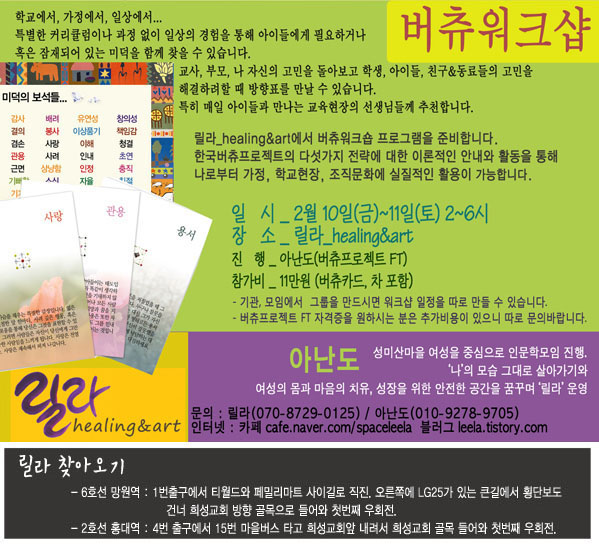 학교에서, 가정에서, 일상에서...
특별한 커리큘럼이나 과정 없이 일상의 경험을 통해 아이들에게 필요하거나
혹은 잠재되어 있는 미덕을 함께 찾을 수 있습니다.
버츄워크샵
교사, 부모, 나 자신의 고민을 돌아보고 학생, 아이들, 친구&동료들의 고민을
해결하려할 때 방향표를 만날 수 있습니다.
특히 매일 아이들과 만나는 교육현장의 선생님들께 추천합니다.
미덕의 보석들...
감사 배려 유연성 창의성
결의 봉사 이상품기 책임감
겸손 사랑 이해 청결
관용 사려 인내 초연
근면 상냥함 인정 충직
기쁨함 소신 자율 친절
사랑
관용
용서
릴라_healing&art에서 버츄워크숍 프로그램을 준비합니다.
한국버츄프로젝트의 다섯가지 전략에 대한 이론적인 안내와 활동을 통해
나로부터 가정, 학교현장, 조직문화에 실질적인 활용이 가능합니다.
일 시 _ 2월 10일(금)~11일(토) 2~6시
장 소 _ 릴라_healing&art
진 행 _ 아난도(버츄프로젝트 FT)
참가비 _ 11만원 (버츄카드, 차 포함)
- 기관, 모임에서 그룹을 만드시면 워크샵 일정을 따로 만들 수 있습니다.
- 버츄프로젝트 FT 자격증을 원하시는 분은 추가비용이 있으니 따로 문의바랍니다.
아난도 성미산마을 여성을 중심으로 인문학모임 진행.
'나'의 모습 그대로 살아가기와
여성의 몸과 마음의 치유, 성장을 위한 안전한 공간을 꿈꾸며 '릴라' 운영
릴라
healing&art
문의 : 릴라(070-8729-0125) / 아난도(010-9278-9705)
인터넷 : 카페 cafe.naver.com/spaceleela 블러그 leela.tistory.com
릴라 찾아오기
- 6호선 망원역 : 1번출구에서 티월드와 페밀리마트 사이길로 직진. 오른쪽에 LG25가 있는 큰길에서 횡단보도
건너 희성교회 방향 골목으로 들어와 첫번째 우회전.
- 2호선 홍대역 : 4번 출구에서 15번 마을버스 타고 희성교회앞 내려서 희성교회 골목 들어와 첫번째 우회전.